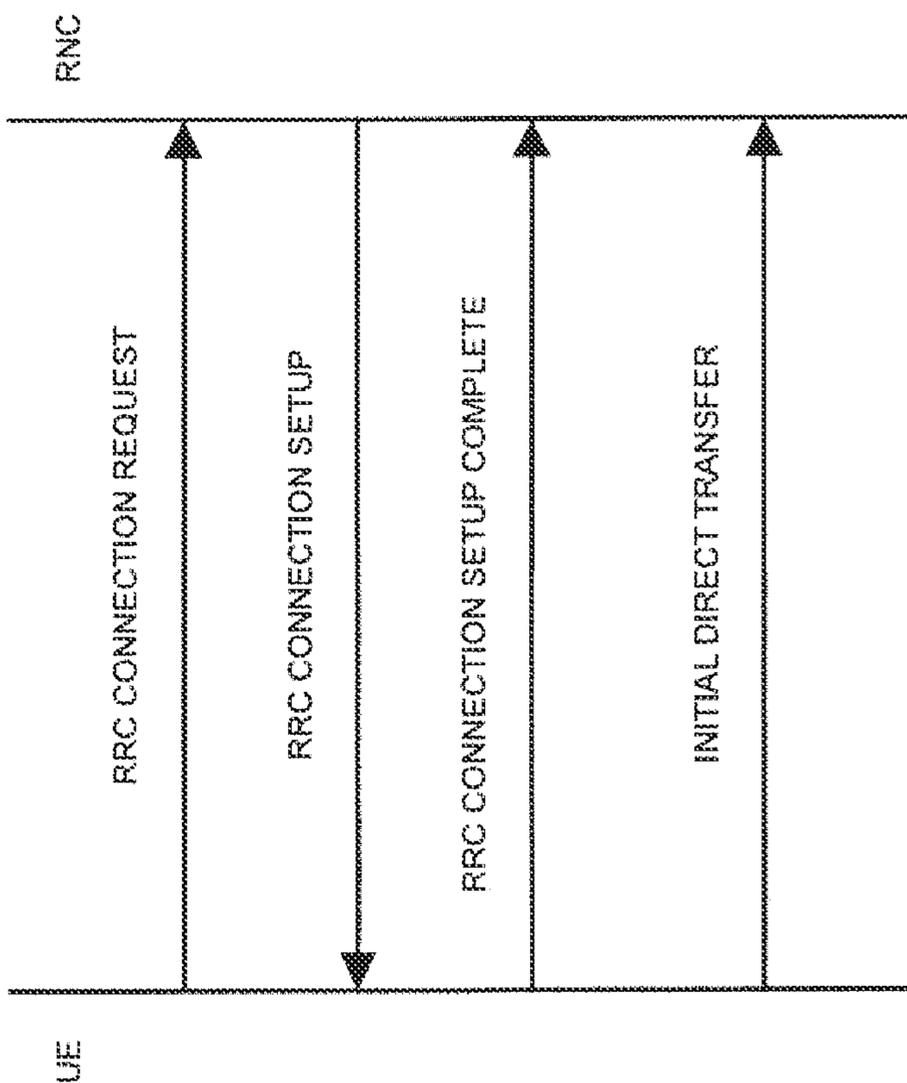 UE
RNC
RRC CONNECTION REQUEST
RRC CONNECTION SETUP
RRC CONNECTION SETUP COMPLETE
INITIAL DIRECT TRANSFER